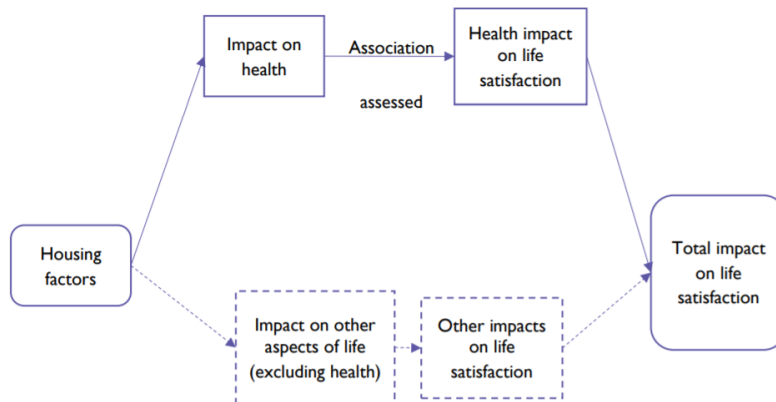 Impact on
health
Association
assessed
Health impact
on life
satisfaction
Housing
factors
Total impact
on life
satisfaction
Impact on other
aspects of life
(excluding health)
Other impacts
on life
satisfaction